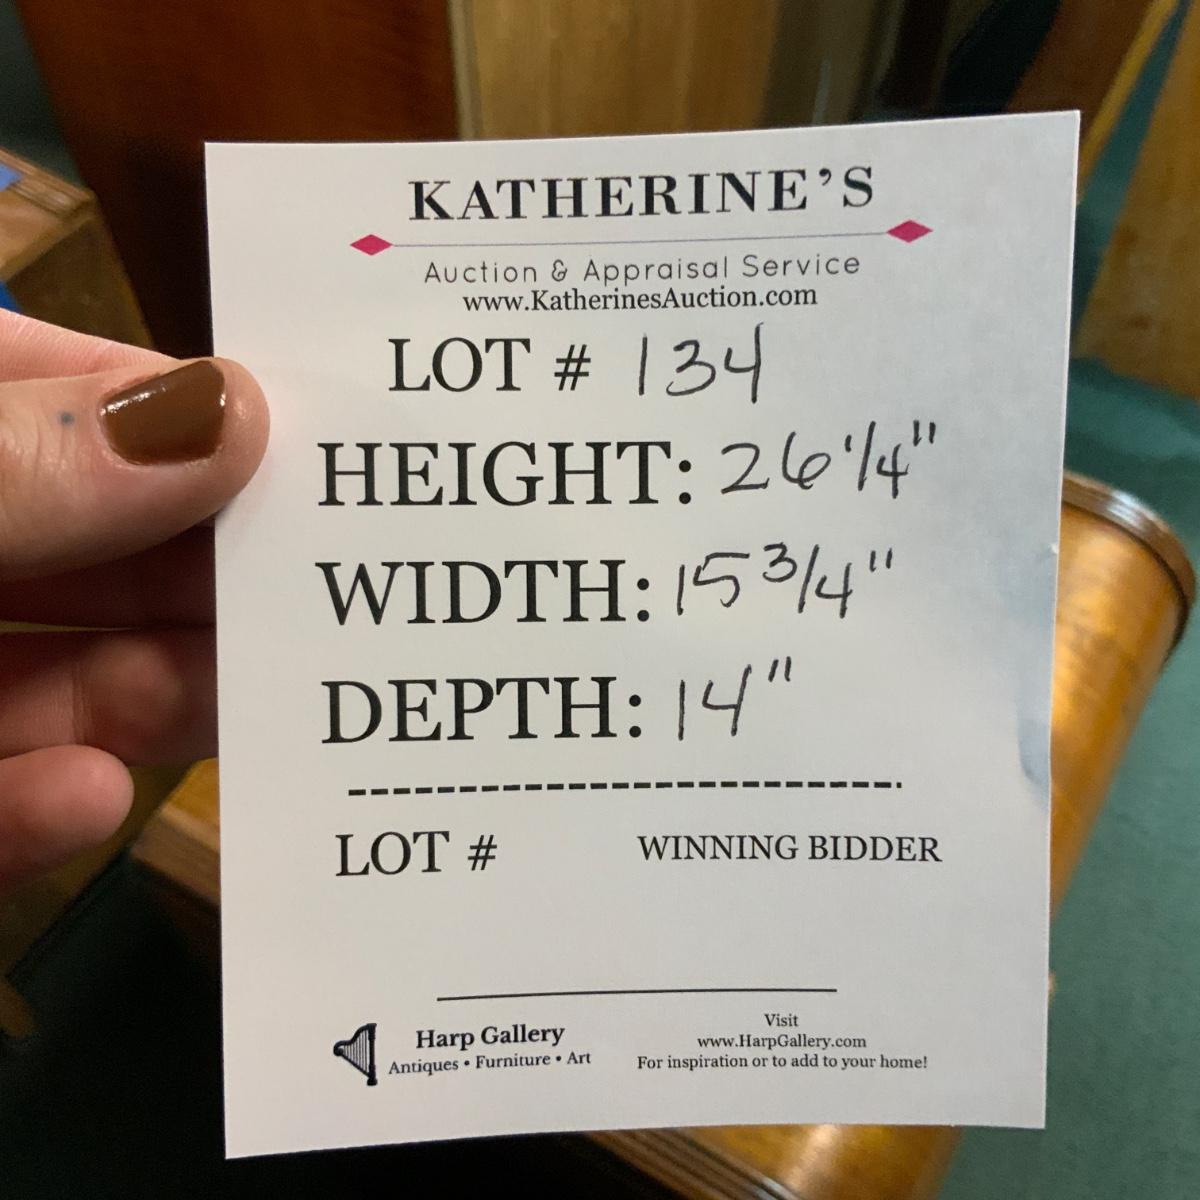 KATHERINE'S
Auction & Appraisal Service
www.KatherinesAuction.com
LOT # 134
HEIGHT: 26 1/4"
WIDTH: 15 3/4"
DEPTH: 14"
LOT # WINNING BIDDER
Harp Gallery
Antiques • Furniture • Art
Visit
www.HarpGallery.com
For inspiration or to add to your home!